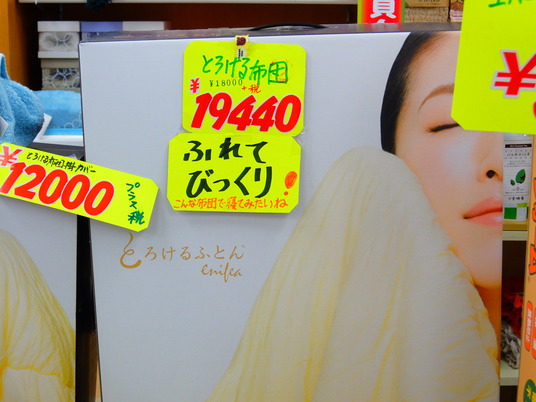 とろける布団
¥18000
+税
¥19440
ふれて
びっくり!
こんな布団で寝てみたいね
とろける布団掛カバー
¥12000
プラス税
とろけるふとん
enifca